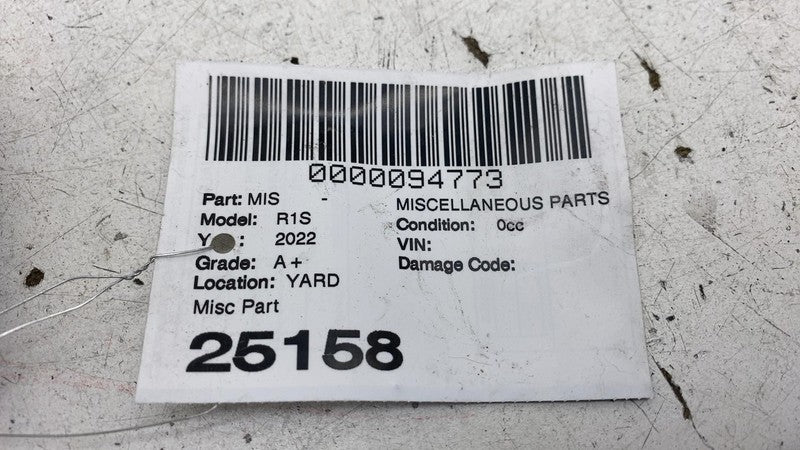 0000094773
Part: MIS - MISCELLANEOUS PARTS
Model: R1S Condition: 0cc
Y : 2022 VIN:
Grade: A+ Damage Code:
Location: YARD
Misc Part
25158